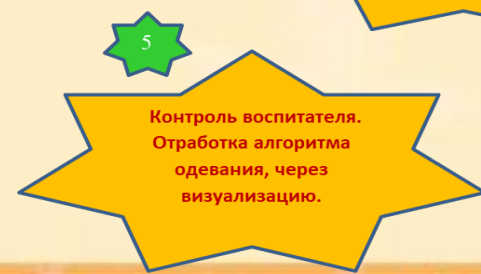 5
Контроль воспитателя.
Отработка алгоритма
одевания, через
визуализацию.